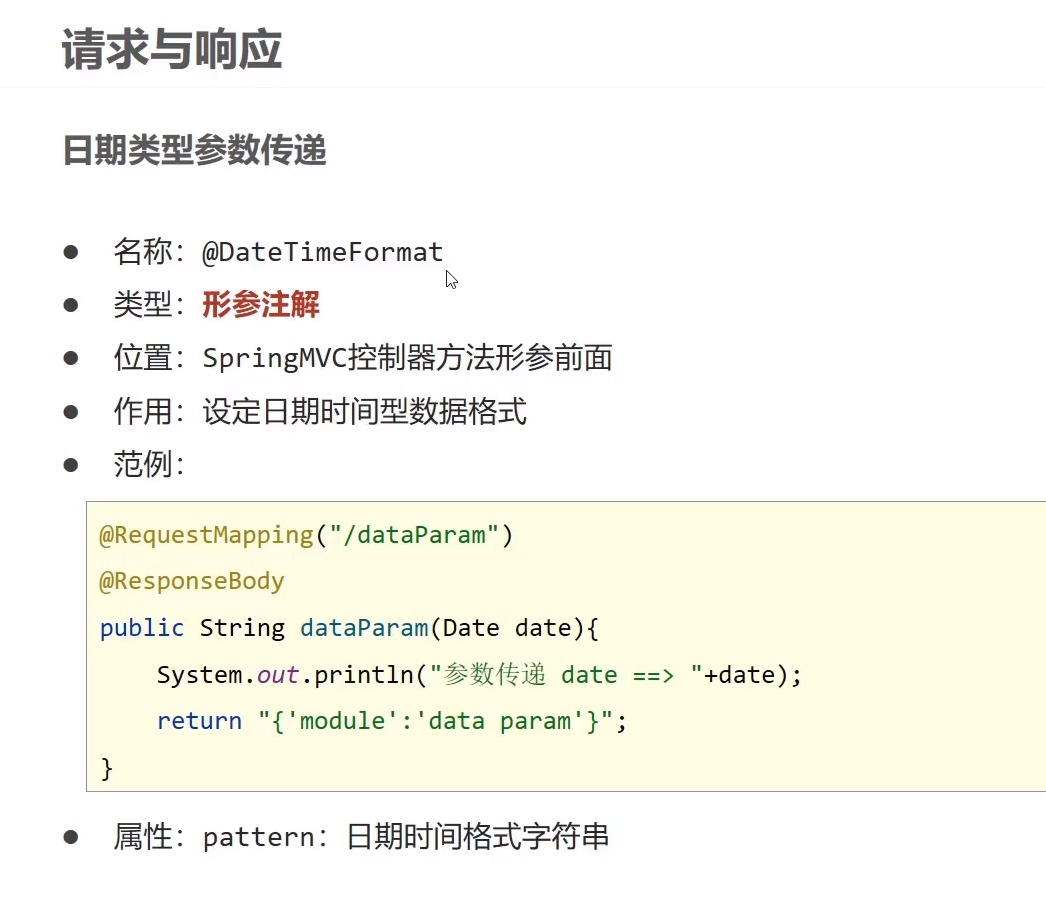 请求与响应
日期类型参数传递
● 名称：@DateTimeFormat
● 类型：形参注解
● 位置：SpringMVC控制器方法形参前面
● 作用：设定日期时间型数据格式
● 范例：
@RequestMapping("/dataParam")
@ResponseBody
public String dataParam(Date date){
    System.out.println("参数传递 date ==> "+date);
    return "{'module':'data param'}";
}
● 属性：pattern：日期时间格式字符串